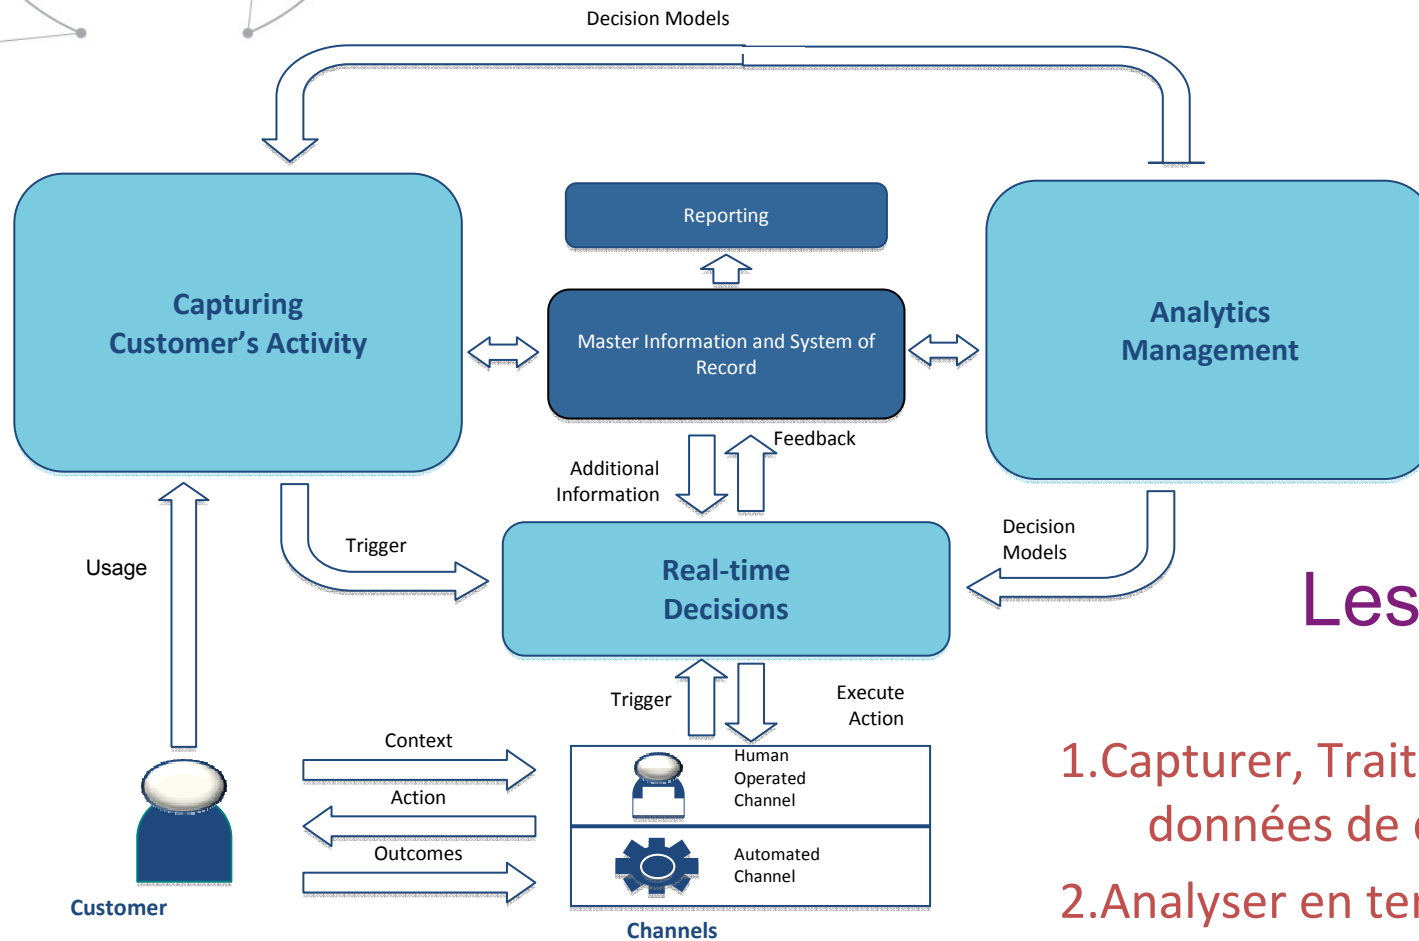 Decision Models
Reporting
Capturing
Customer’s Activity
Master Information and System of
Record
Analytics
Management
Feedback
Additional
Information
Usage
Trigger
Decision
Models
Real-time
Decisions
Les
Trigger
Execute
Action
Context
Human
Operated
Channel
Action
Outcomes
Automated
Channel
Customer
Channels
1.Capturer, Trait
données de
2.Analyser en